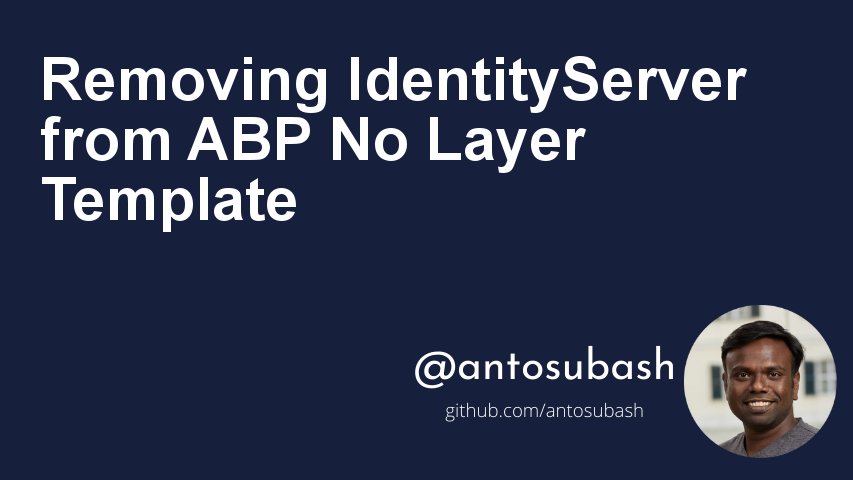 Removing IdentityServer
from ABP No Layer
Template
@antosubash
github.com/antosubash